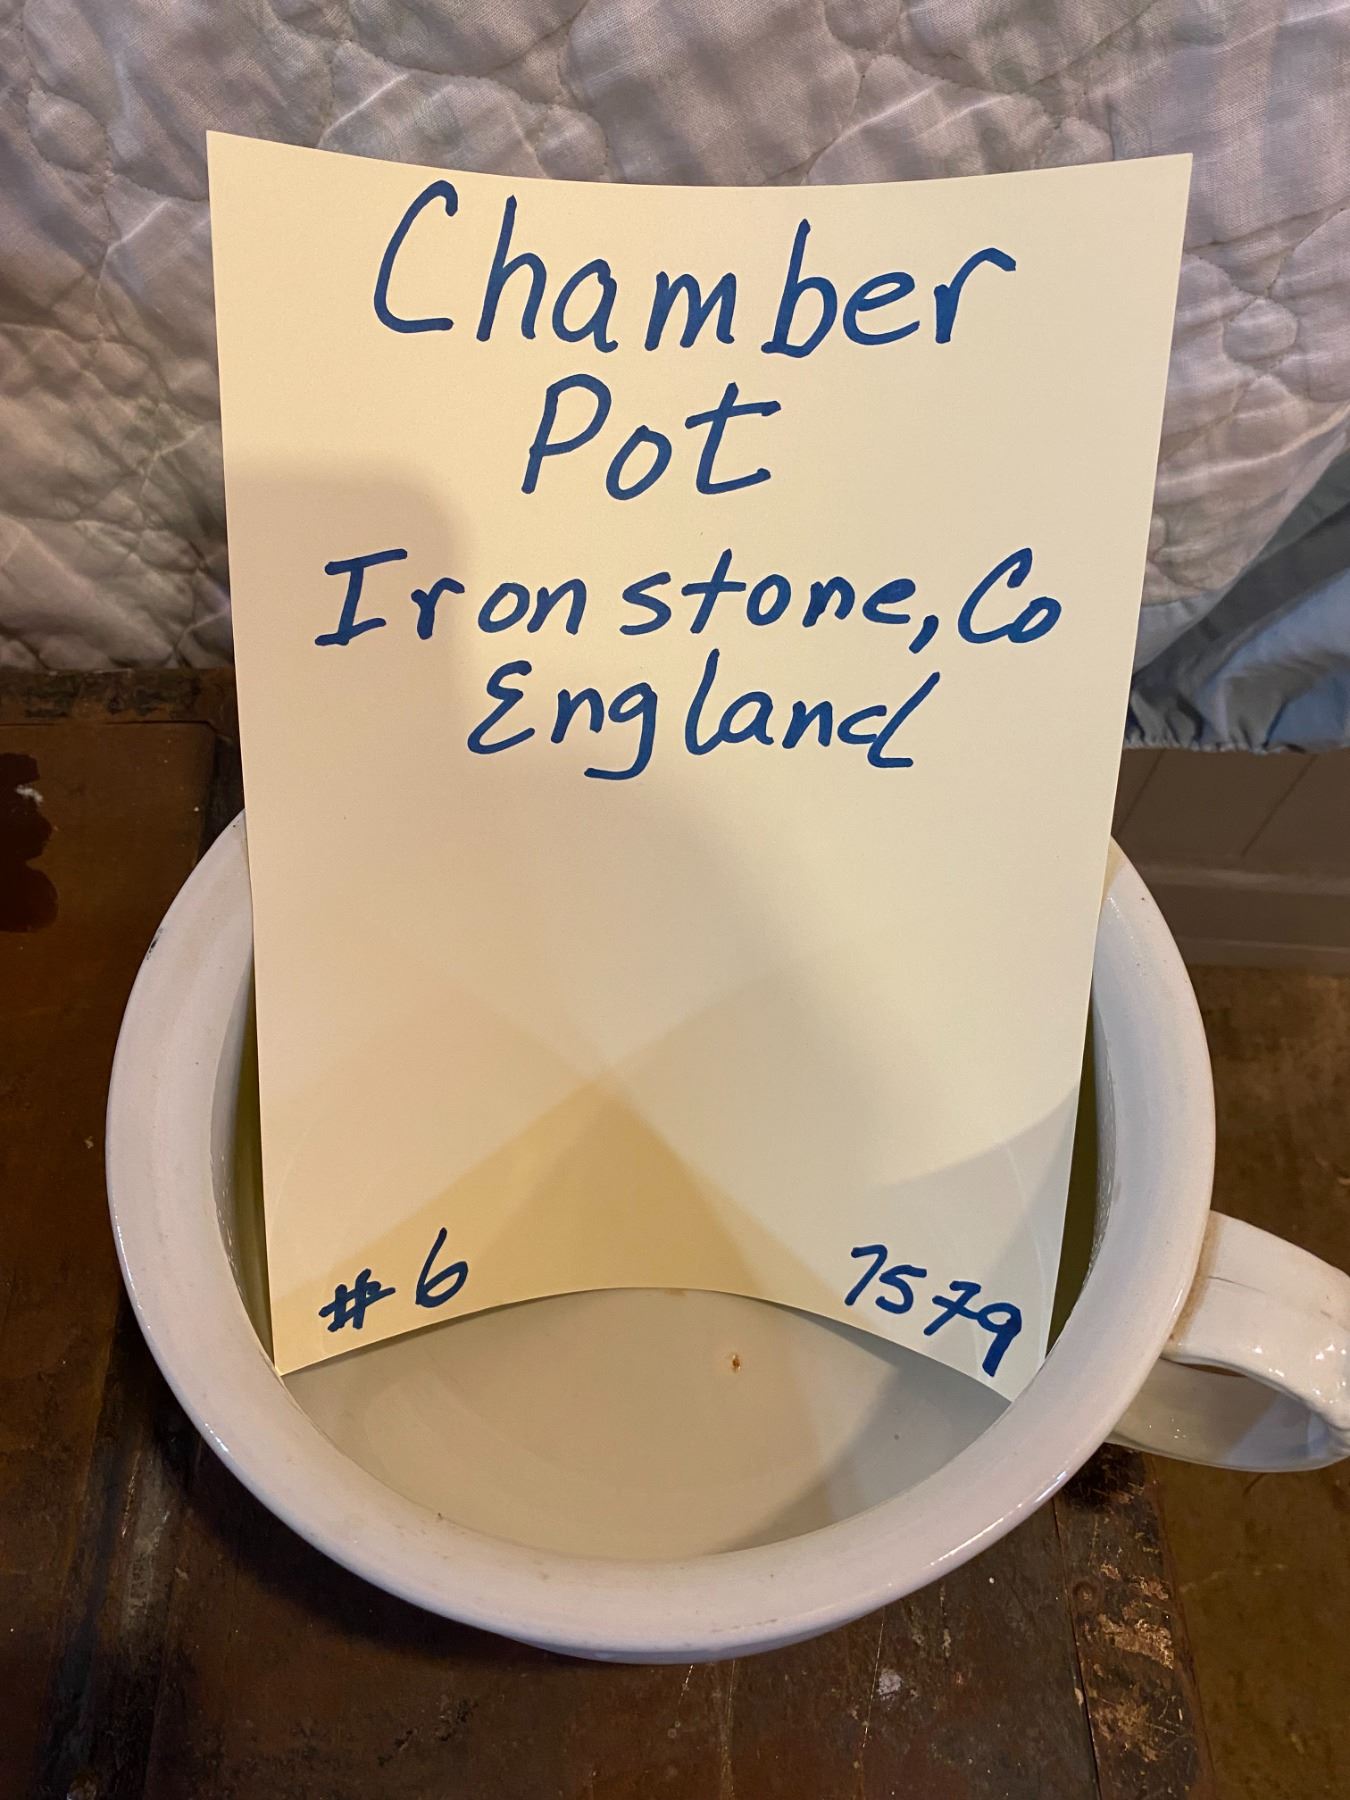 Chamber
Pot
Ironstone, Co
England
#6 7579